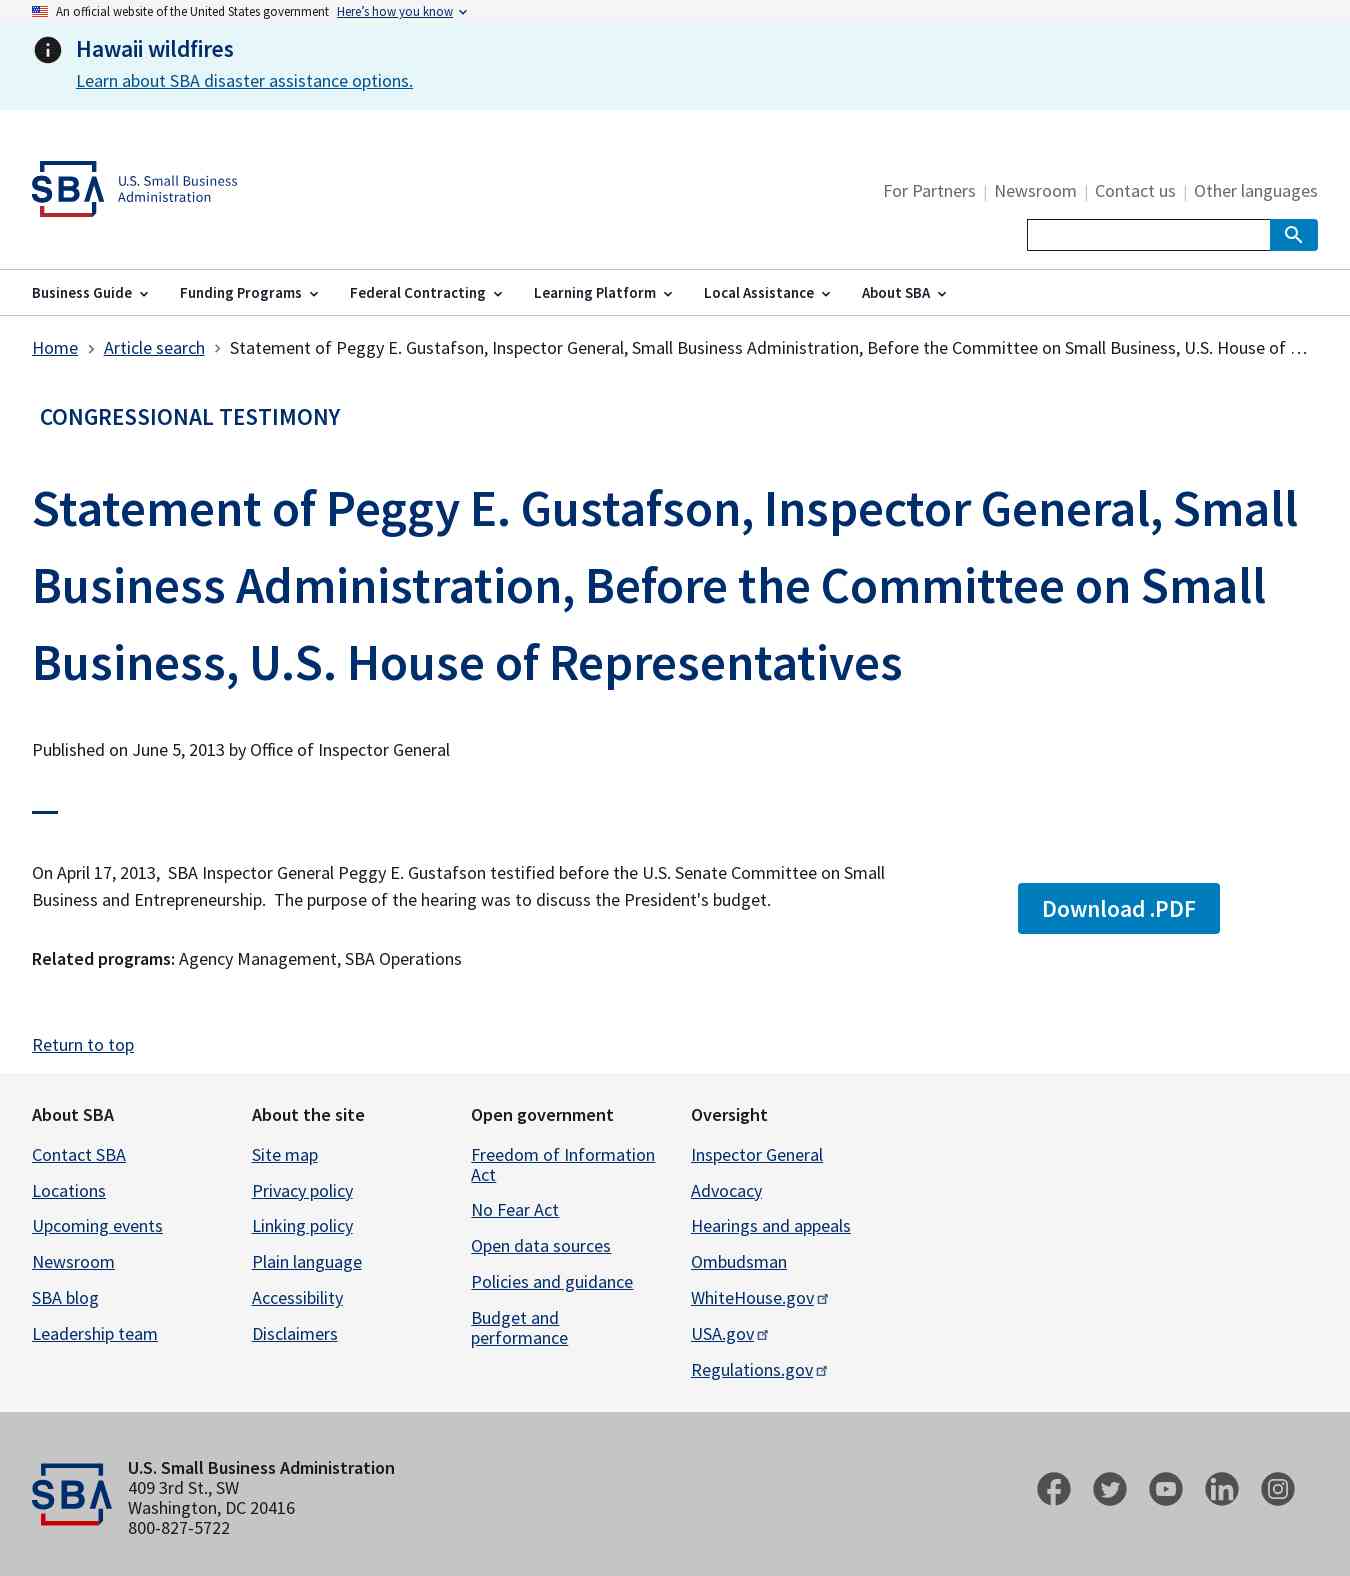 An official website of the United States government Here’s how you know
Hawaii wildfires
Learn about SBA disaster assistance options.
SBA U.S. Small Business
Administration
For Partners | Newsroom | Contact us | Other languages
Business Guide Funding Programs Federal Contracting Learning Platform Local Assistance About SBA
Home Article search Statement of Peggy E. Gustafson, Inspector General, Small Business Administration, Before the Committee on Small Business, U.S. House of …
CONGRESSIONAL TESTIMONY
Statement of Peggy E. Gustafson, Inspector General, Small
Business Administration, Before the Committee on Small
Business, U.S. House of Representatives
Published on June 5, 2013 by Office of Inspector General
On April 17, 2013,  SBA Inspector General Peggy E. Gustafson testified before the U.S. Senate Committee on Small
Business and Entrepreneurship.  The purpose of the hearing was to discuss the President's budget.
Download .PDF
Related programs: Agency Management, SBA Operations
Return to top
About SBA
Contact SBA
Locations
Upcoming events
Newsroom
SBA blog
Leadership team
About the site
Site map
Privacy policy
Linking policy
Plain language
Accessibility
Disclaimers
Open government
Freedom of Information
Act
No Fear Act
Open data sources
Policies and guidance
Budget and
performance
Oversight
Inspector General
Advocacy
Hearings and appeals
Ombudsman
WhiteHouse.gov
USA.gov
Regulations.gov
SBA
U.S. Small Business Administration
409 3rd St., SW
Washington, DC 20416
800-827-5722